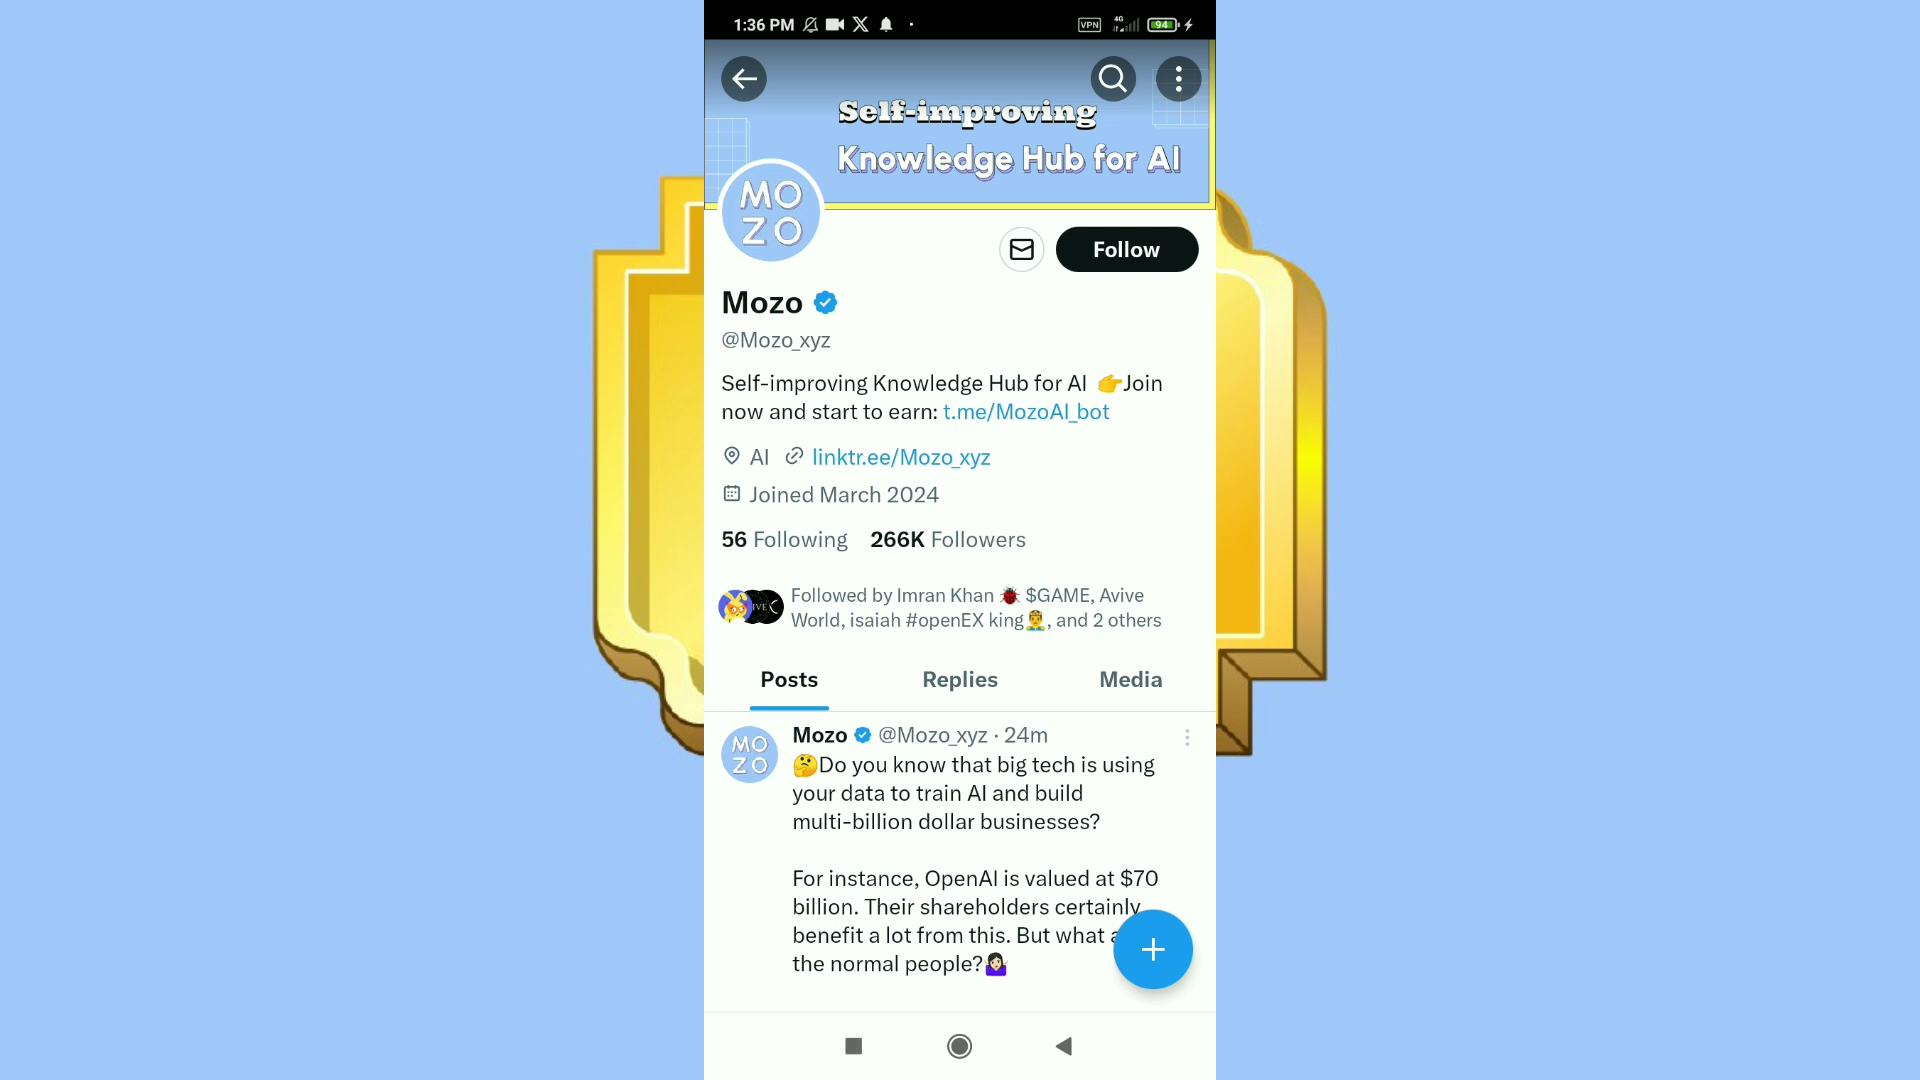 1:36 PM
VPN 4G 94
Self-improving
Knowledge Hub for AI
MO
ZO
Follow
Mozo
@Mozo_xyz
Self-improving Knowledge Hub for AI 👉Join
now and start to earn: t.me/MozoAI_bot
AI linktr.ee/Mozo_xyz
Joined March 2024
56 Following 266K Followers
Followed by Imran Khan 🐞 $GAME, Avive
World, isaiah #openEX king🤴, and 2 others
Posts Replies Media
MO
ZO
Mozo @Mozo_xyz · 24m
🤔Do you know that big tech is using
your data to train AI and build
multi-billion dollar businesses?
For instance, OpenAI is valued at $70
billion. Their shareholders certainly
benefit a lot from this. But what
the normal people?🤷🏻‍♀️